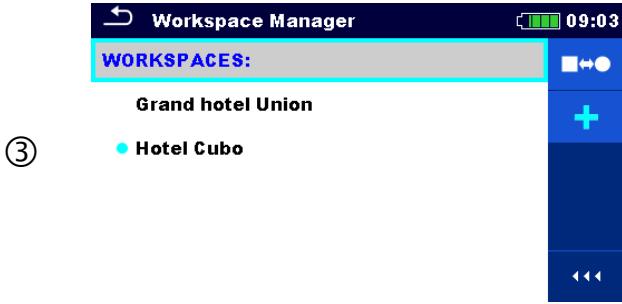 Workspace Manager 09:03
WORKSPACES:
Grand hotel Union
③ Hotel Cubo